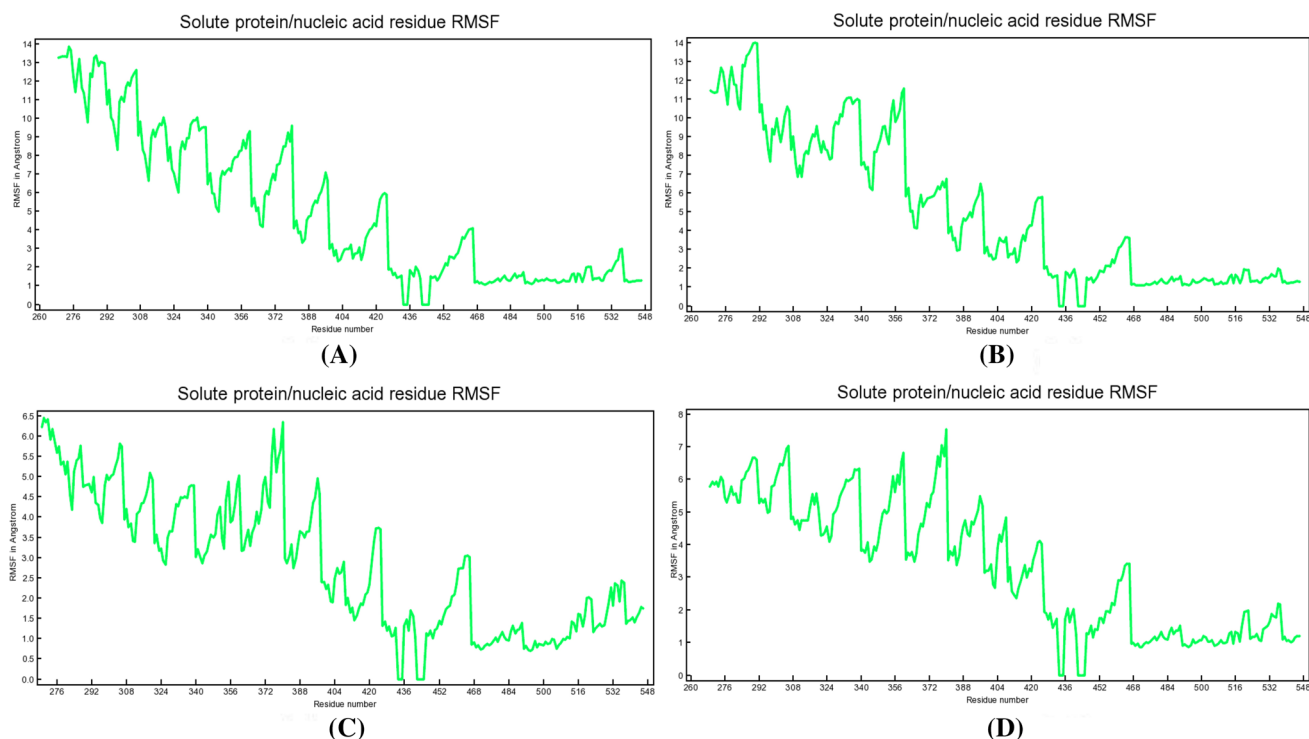 Solute protein/nucleic acid residue RMSF
RMSF in Angstrom
14
13
12
11
10
9
8
7
6
5
4
3
2
1
0
260 276 292 308 324 340 356 372 388 404 420 436 452 468 484 500 516 532 548
Residue number
(A)
Solute protein/nucleic acid residue RMSF
RMSF in Angstrom
14
13
12
11
10
9
8
7
6
5
4
3
2
1
0
260 276 292 308 324 340 356 372 388 404 420 436 452 468 484 500 516 532 548
Residue number
(B)
Solute protein/nucleic acid residue RMSF
RMSF in Angstrom
6.5
6.0
5.5
5.0
4.5
4.0
3.5
3.0
2.5
2.0
1.5
1.0
0.5
0.0
276 292 308 324 340 356 372 388 404 420 436 452 468 484 500 516 532 548
Residue number
(C)
Solute protein/nucleic acid residue RMSF
RMSF in Angstrom
8
7
6
5
4
3
2
1
0
260 276 292 308 324 340 356 372 388 404 420 436 452 468 484 500 516 532 548
Residue number
(D)